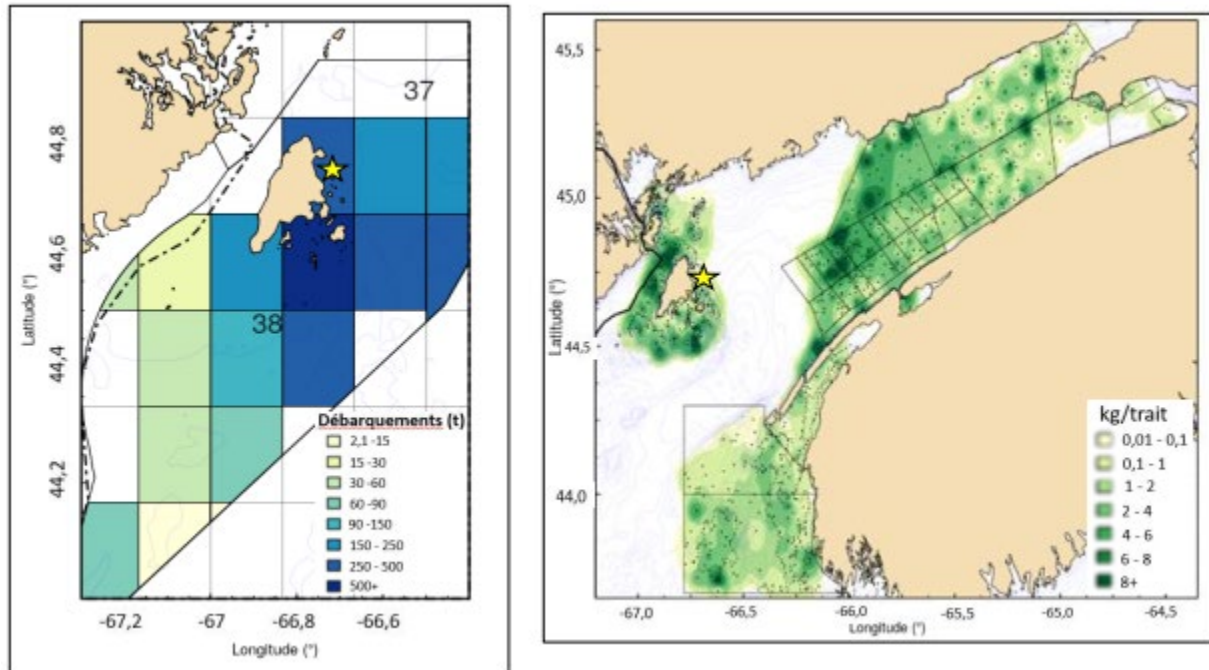 37
38
44,8
44,6
44,4
44,2
Latitude (°)
Débarquements (t)
2,1 -15
15 -30
30 -60
60 -90
90 -150
150 - 250
250 - 500
500+
-67,2
-67
-66,8
-66,6
Longitude (°)
45,5
45,0
44,5
44,0
Latitude (°)
kg/trait
0,01 - 0,1
0,1 - 1
1 - 2
2 - 4
4 - 6
6 - 8
8+
-67,0
-66,5
-66,0
-65,5
-65,0
-64,5
Longitude (°)